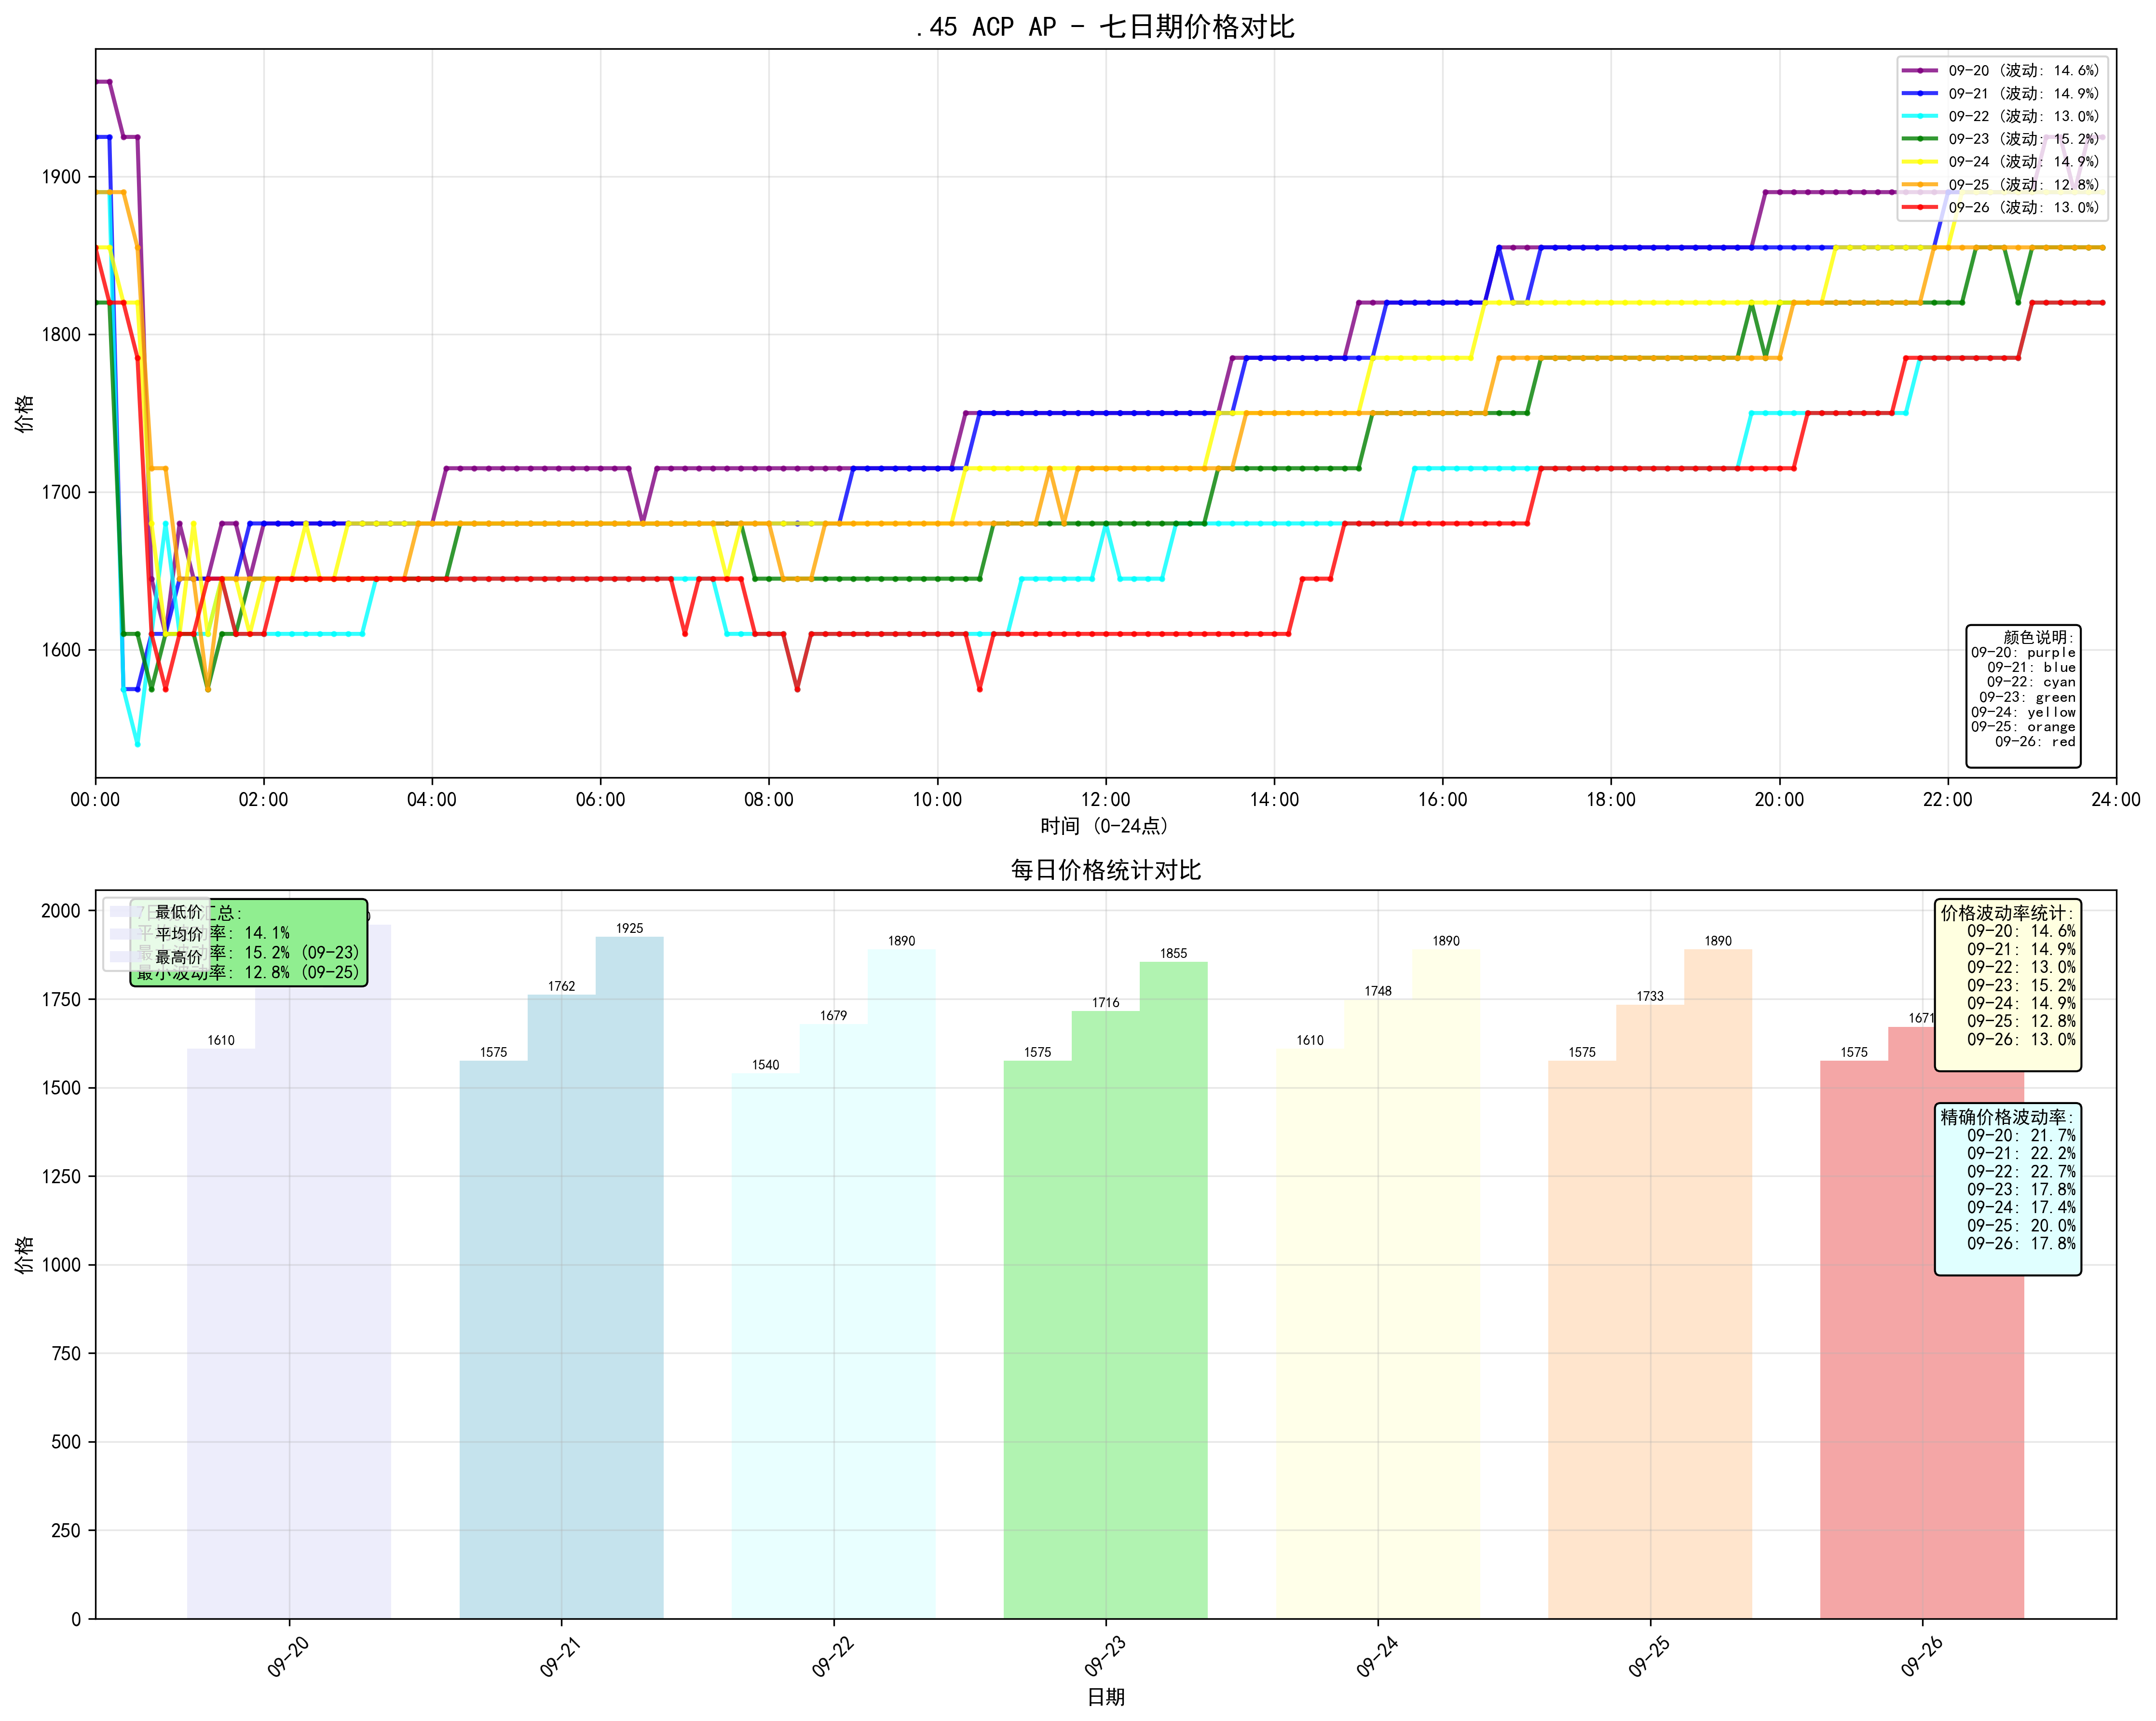 .45 ACP AP - 七日期价格对比
价格
1900
1800
1700
1600
09-20 (波动: 14.6%)
09-21 (波动: 14.9%)
09-22 (波动: 13.0%)
09-23 (波动: 15.2%)
09-24 (波动: 14.9%)
09-25 (波动: 12.8%)
09-26 (波动: 13.0%)
颜色说明:
09-20: purple
09-21: blue
09-22: cyan
09-23: green
09-24: yellow
09-25: orange
09-26: red
00:00 02:00 04:00 06:00 08:00 10:00 12:00 14:00 16:00 18:00 20:00 22:00 24:00
时间 (0-24点)
每日价格统计对比
价格
2000
1750
1500
1250
1000
750
500
250
0
最低价
平均价
最高价
汇总:
率: 14.1%
率: 15.2% (09-23)
最小波动率: 12.8% (09-25)
1610
1575 1762 1925
1540 1679 1890
1575 1716 1855
1610 1748 1890
1575 1733 1890
1575 1671
价格波动率统计:
09-20: 14.6%
09-21: 14.9%
09-22: 13.0%
09-23: 15.2%
09-24: 14.9%
09-25: 12.8%
09-26: 13.0%
精确价格波动率:
09-20: 21.7%
09-21: 22.2%
09-22: 22.7%
09-23: 17.8%
09-24: 17.4%
09-25: 20.0%
09-26: 17.8%
09-20 09-21 09-22 09-23 09-24 09-25 09-26
日期